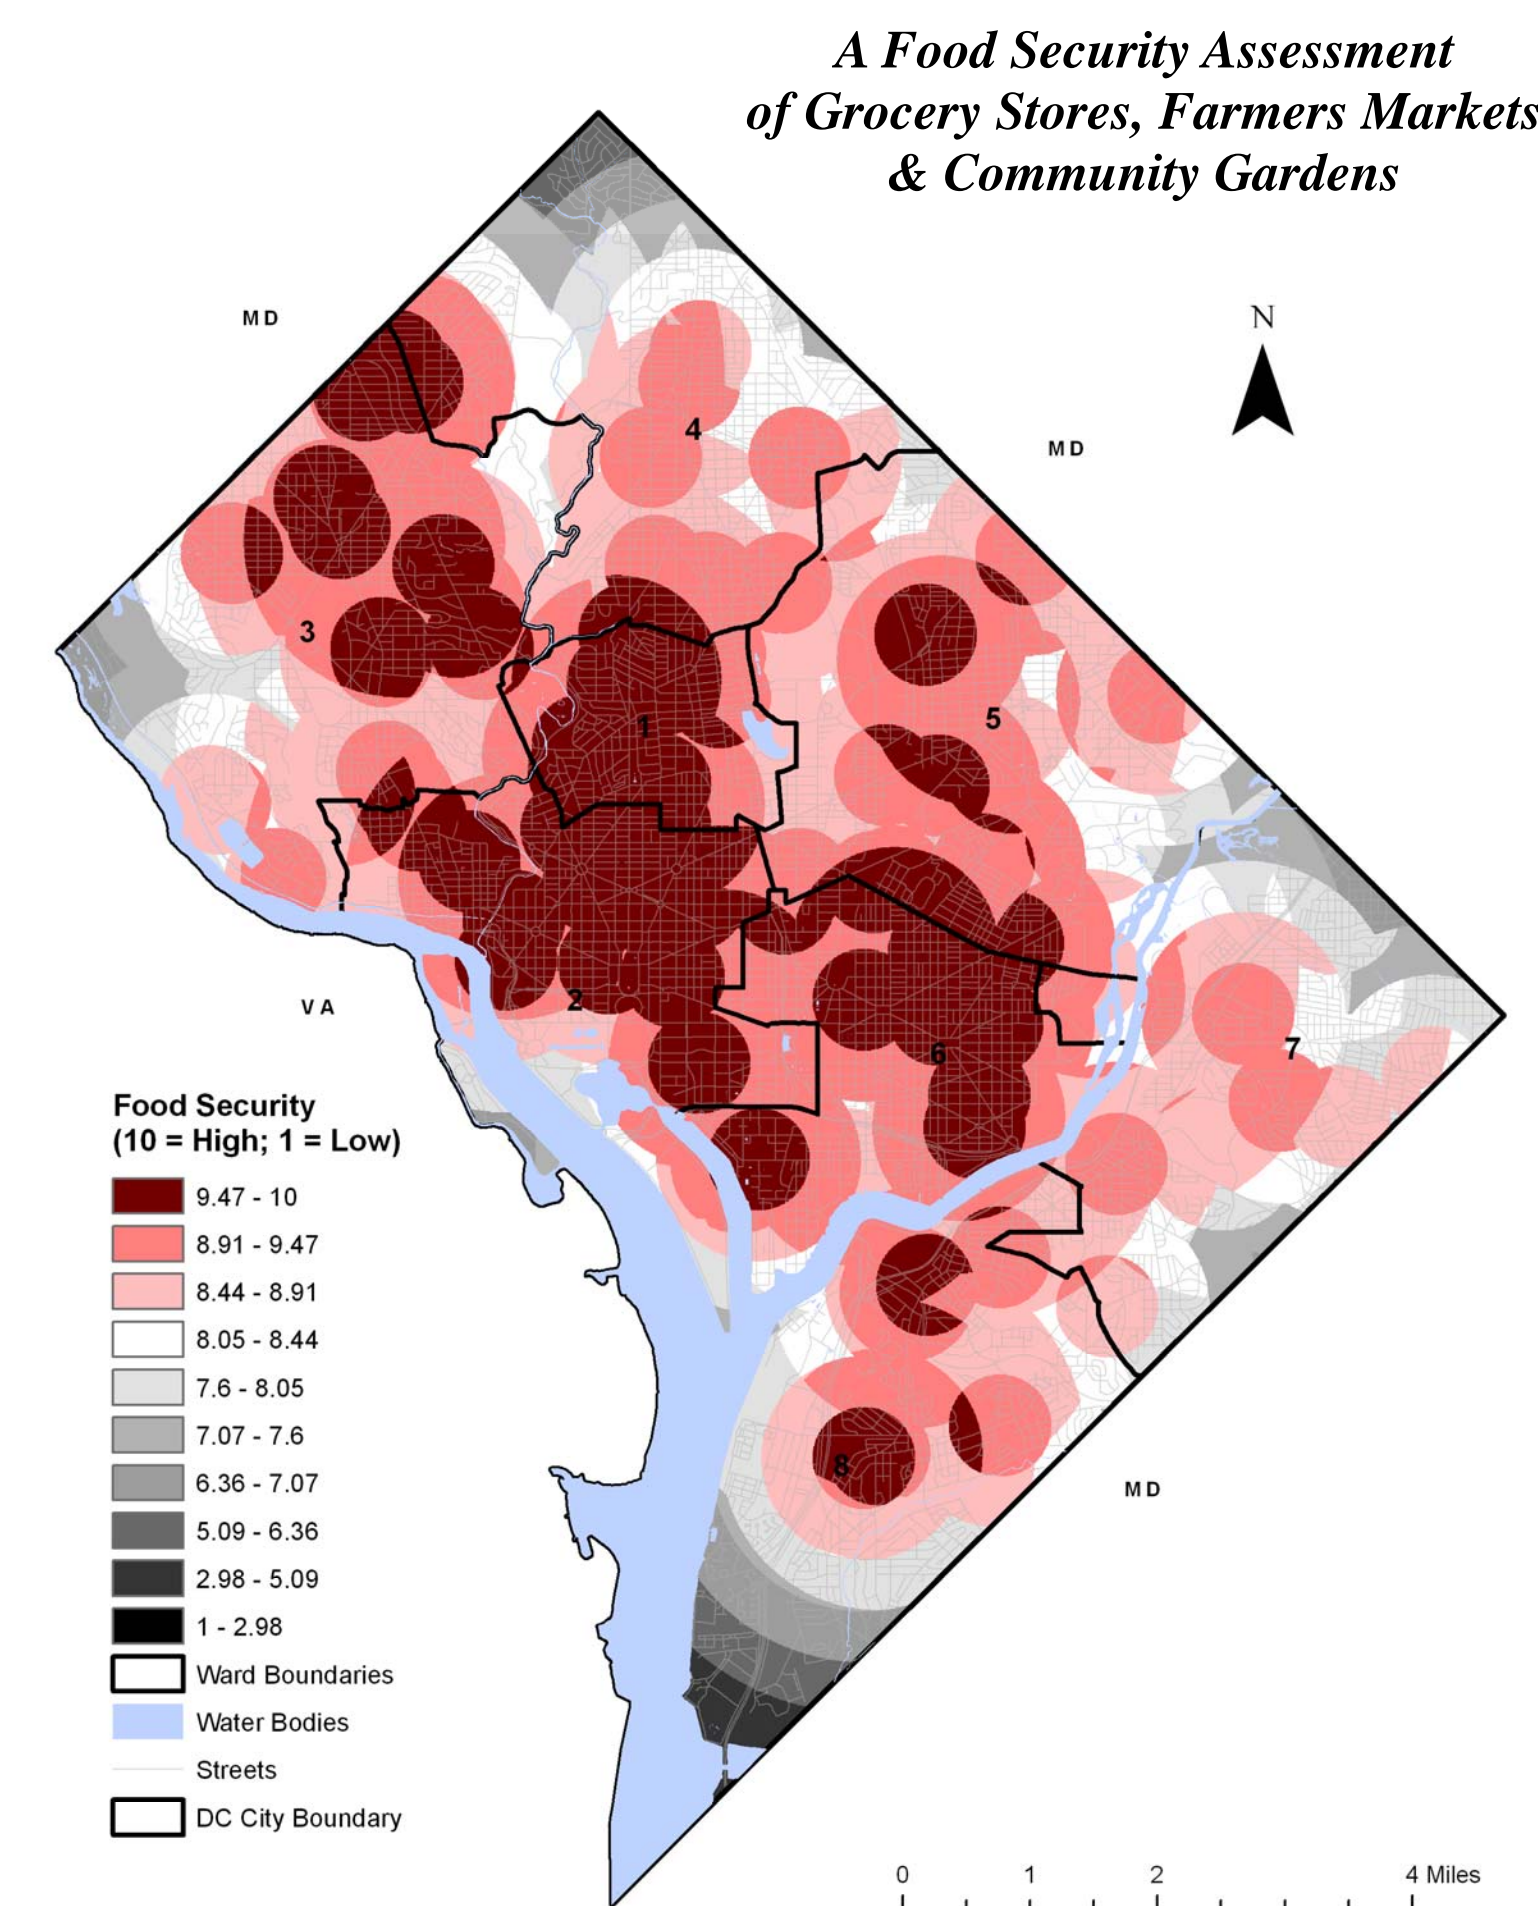 A Food Security Assessment
of Grocery Stores, Farmers Markets
& Community Gardens
MD
N
4
MD
3
1
5
VA
2
6
7
8
MD
Food Security
(10 = High; 1 = Low)
9.47 - 10
8.91 - 9.47
8.44 - 8.91
8.05 - 8.44
7.6 - 8.05
7.07 - 7.6
6.36 - 7.07
5.09 - 6.36
2.98 - 5.09
1 - 2.98
Ward Boundaries
Water Bodies
Streets
DC City Boundary
0 1 2 4 Miles